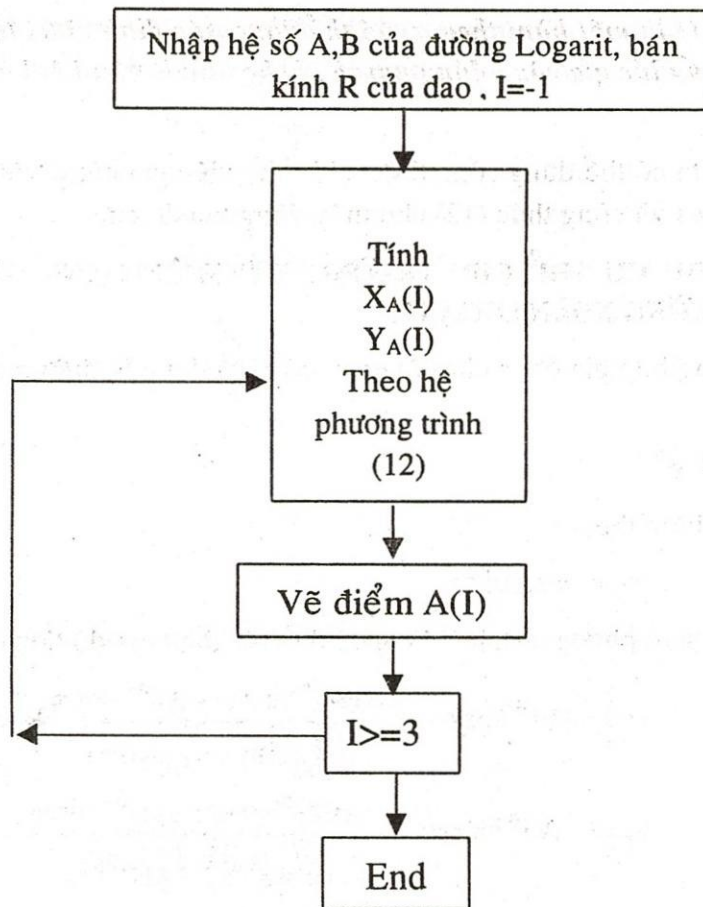 Nhập hệ số A,B của đường Logarit, bán
kính R của dao . I=-1
Tính
X_A(I)
Y_A(I)
Theo hệ
phương trình
(12)
Vẽ điểm A(I)
I>=3
End